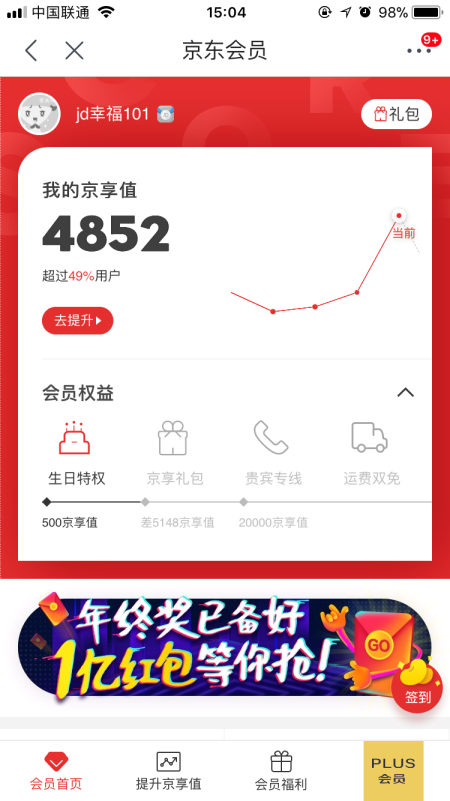 中国联通
15:04
98%
京东会员
9+
jd幸福101
礼包
我的京享值
4852
超过49%用户
去提升
当前
会员权益
生日特权
京享礼包
贵宾专线
运费双免
500京享值
差5148京享值
20000京享值
年终奖已备好
1亿红包等你抢!
GO
签到
会员首页
提升京享值
会员福利
PLUS
会员